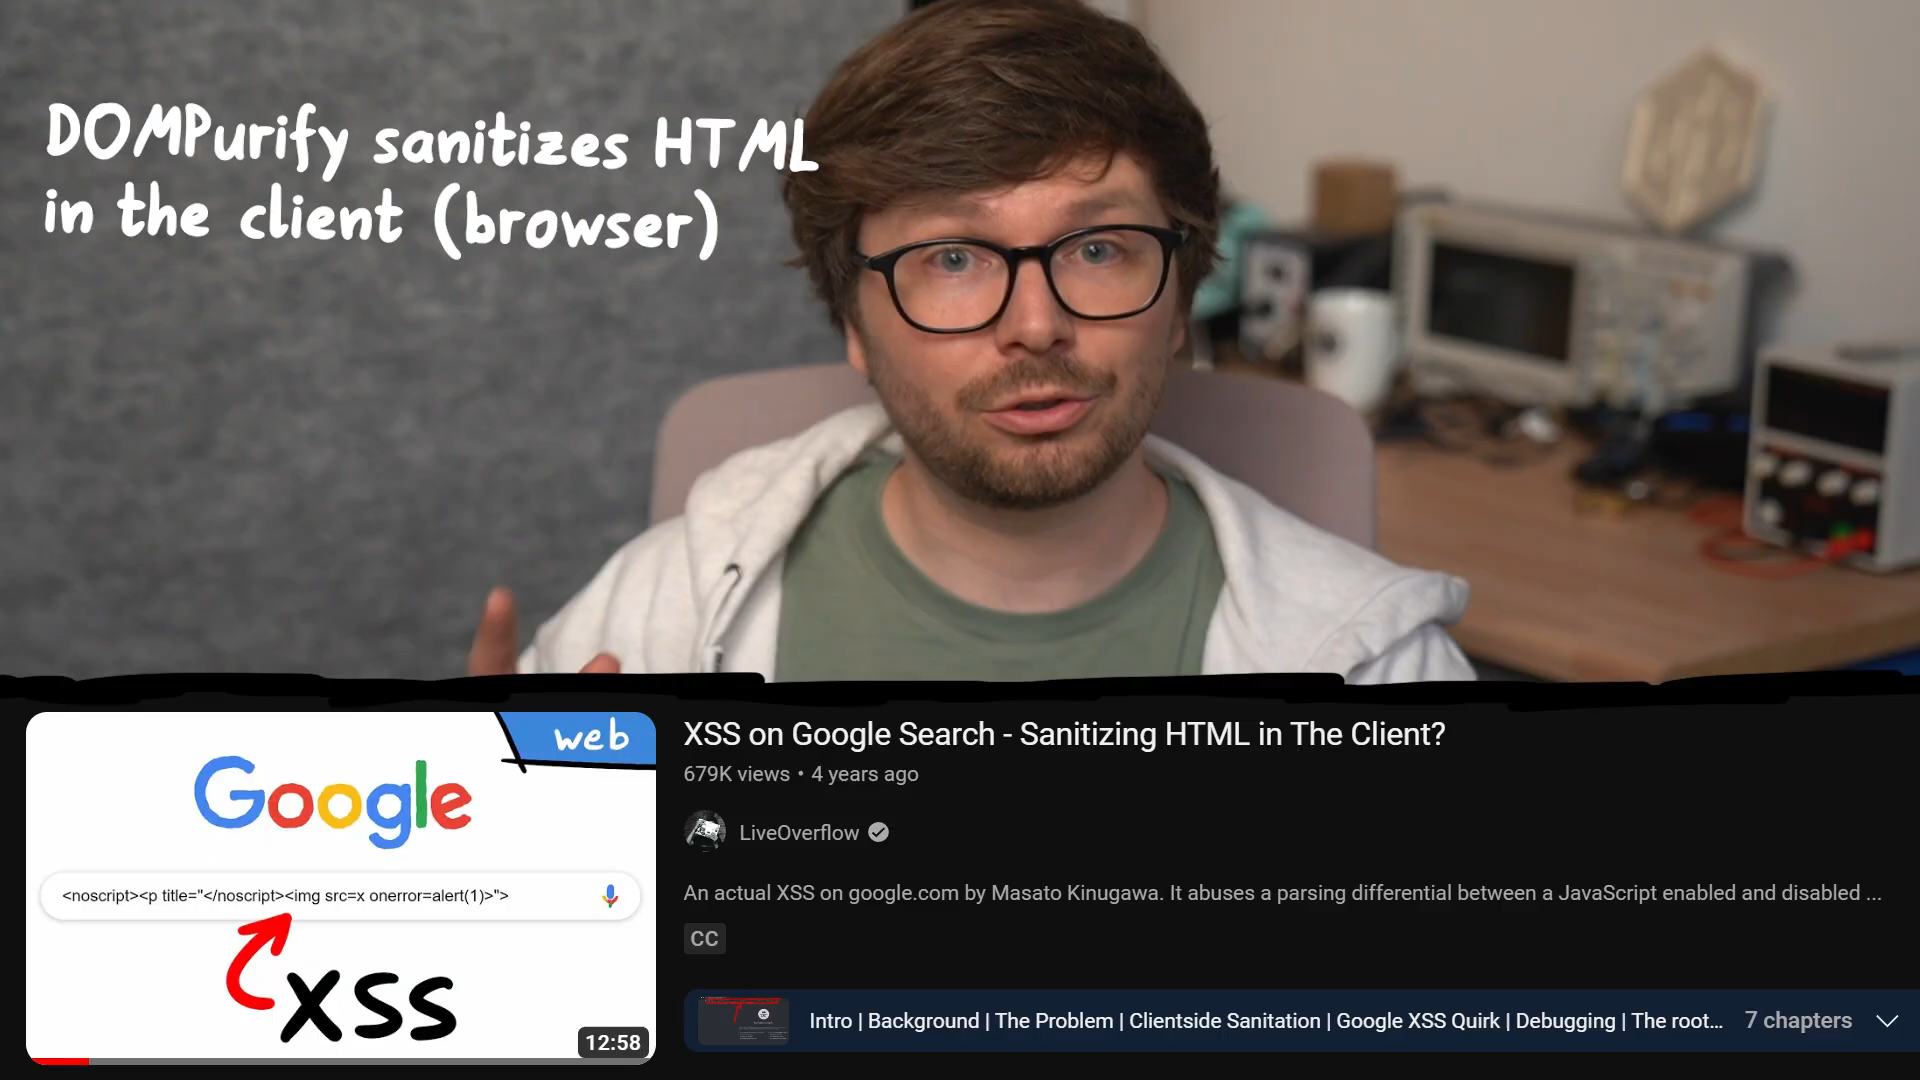 DOMPurify sanitizes HTML
in the client (browser)
web
Google
<noscript><p title="</noscript><img src=x onerror=alert(1)>">
XSS
12:58
XSS on Google Search - Sanitizing HTML in The Client?
679K views • 4 years ago
LiveOverflow
An actual XSS on google.com by Masato Kinugawa. It abuses a parsing differential between a JavaScript enabled and disabled ...
CC
Intro | Background | The Problem | Clientside Sanitation | Google XSS Quirk | Debugging | The root... 7 chapters